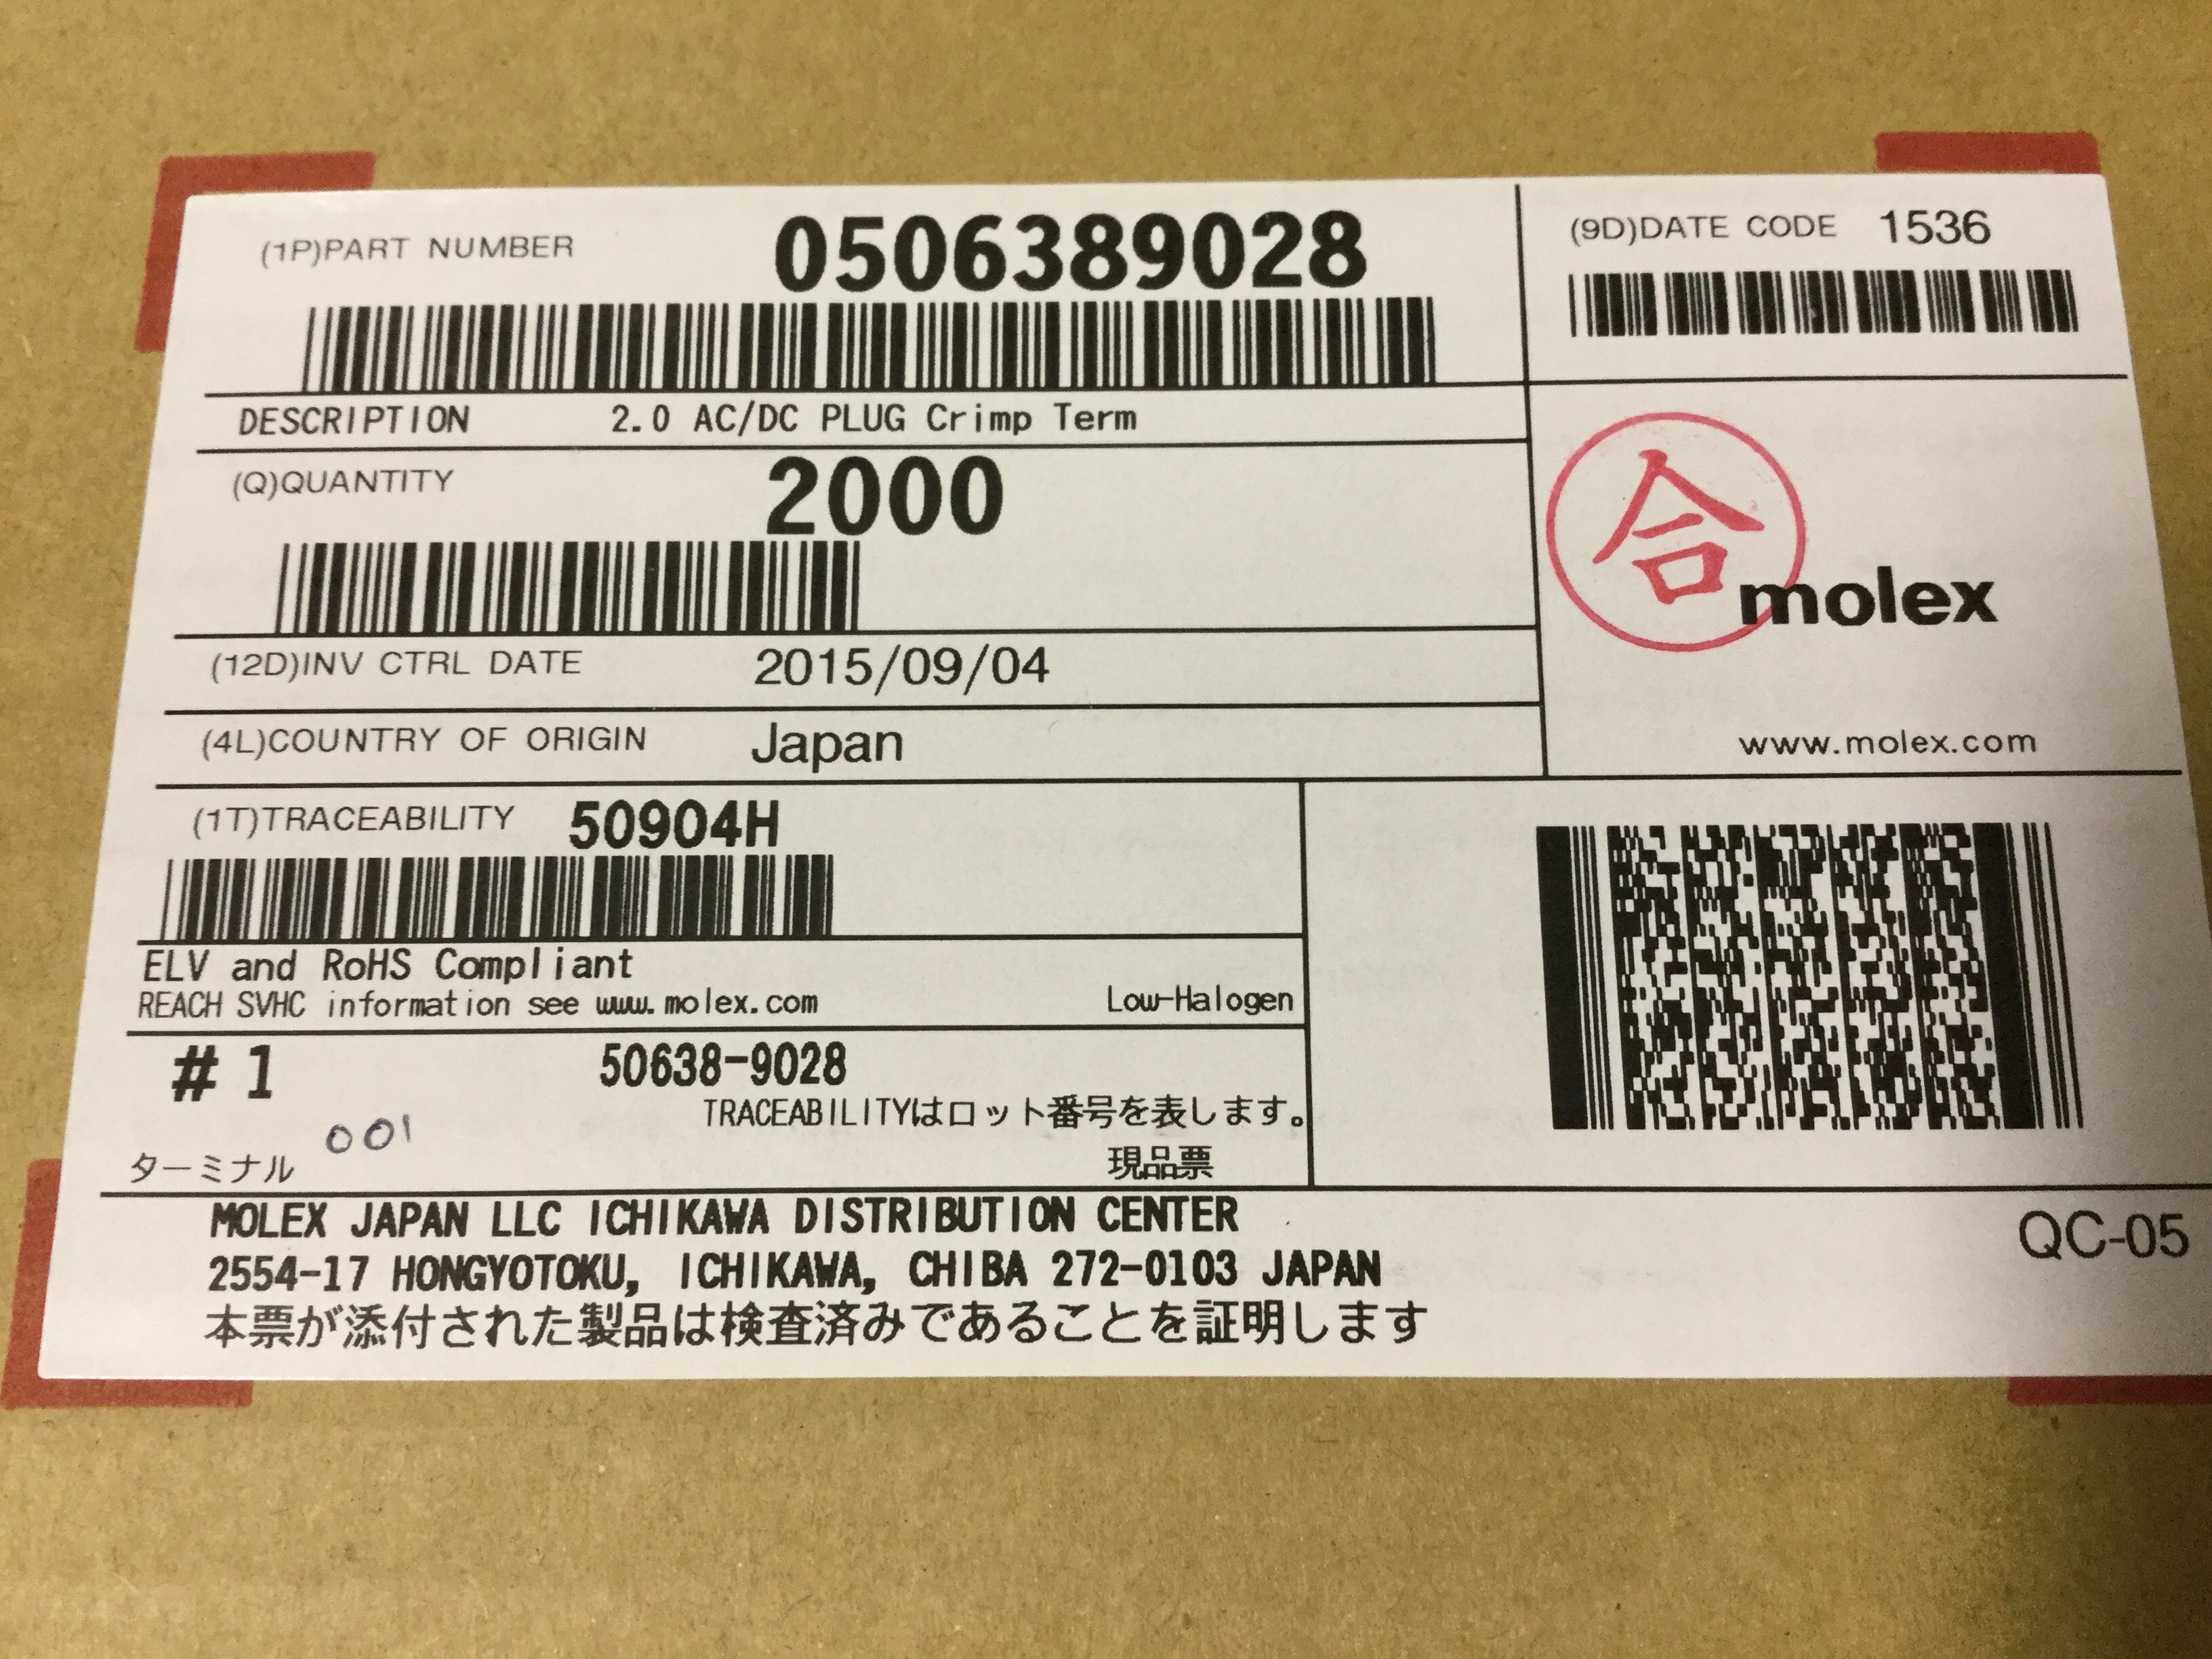 (1P)PART NUMBER 0506389028
(9D)DATE CODE 1536
DESCRIPTION 2.0 AC/DC PLUG Crimp Term
(Q)QUANTITY 2000
合
molex
(12D)INV CTRL DATE 2015/09/04
(4L)COUNTRY OF ORIGIN Japan
www.molex.com
(1T)TRACEABILITY 50904H
ELV and RoHS Compliant
REACH SVHC information see www.molex.com Low-Halogen
# 1 50638-9028
TRACEABILITYはロット番号を表します。
001
ターミナル 現品票
MOLEX JAPAN LLC ICHIKAWA DISTRIBUTION CENTER
QC-05
2554-17 HONGYOTOKU, ICHIKAWA, CHIBA 272-0103 JAPAN
本票が添付された製品は検査済みであることを証明します